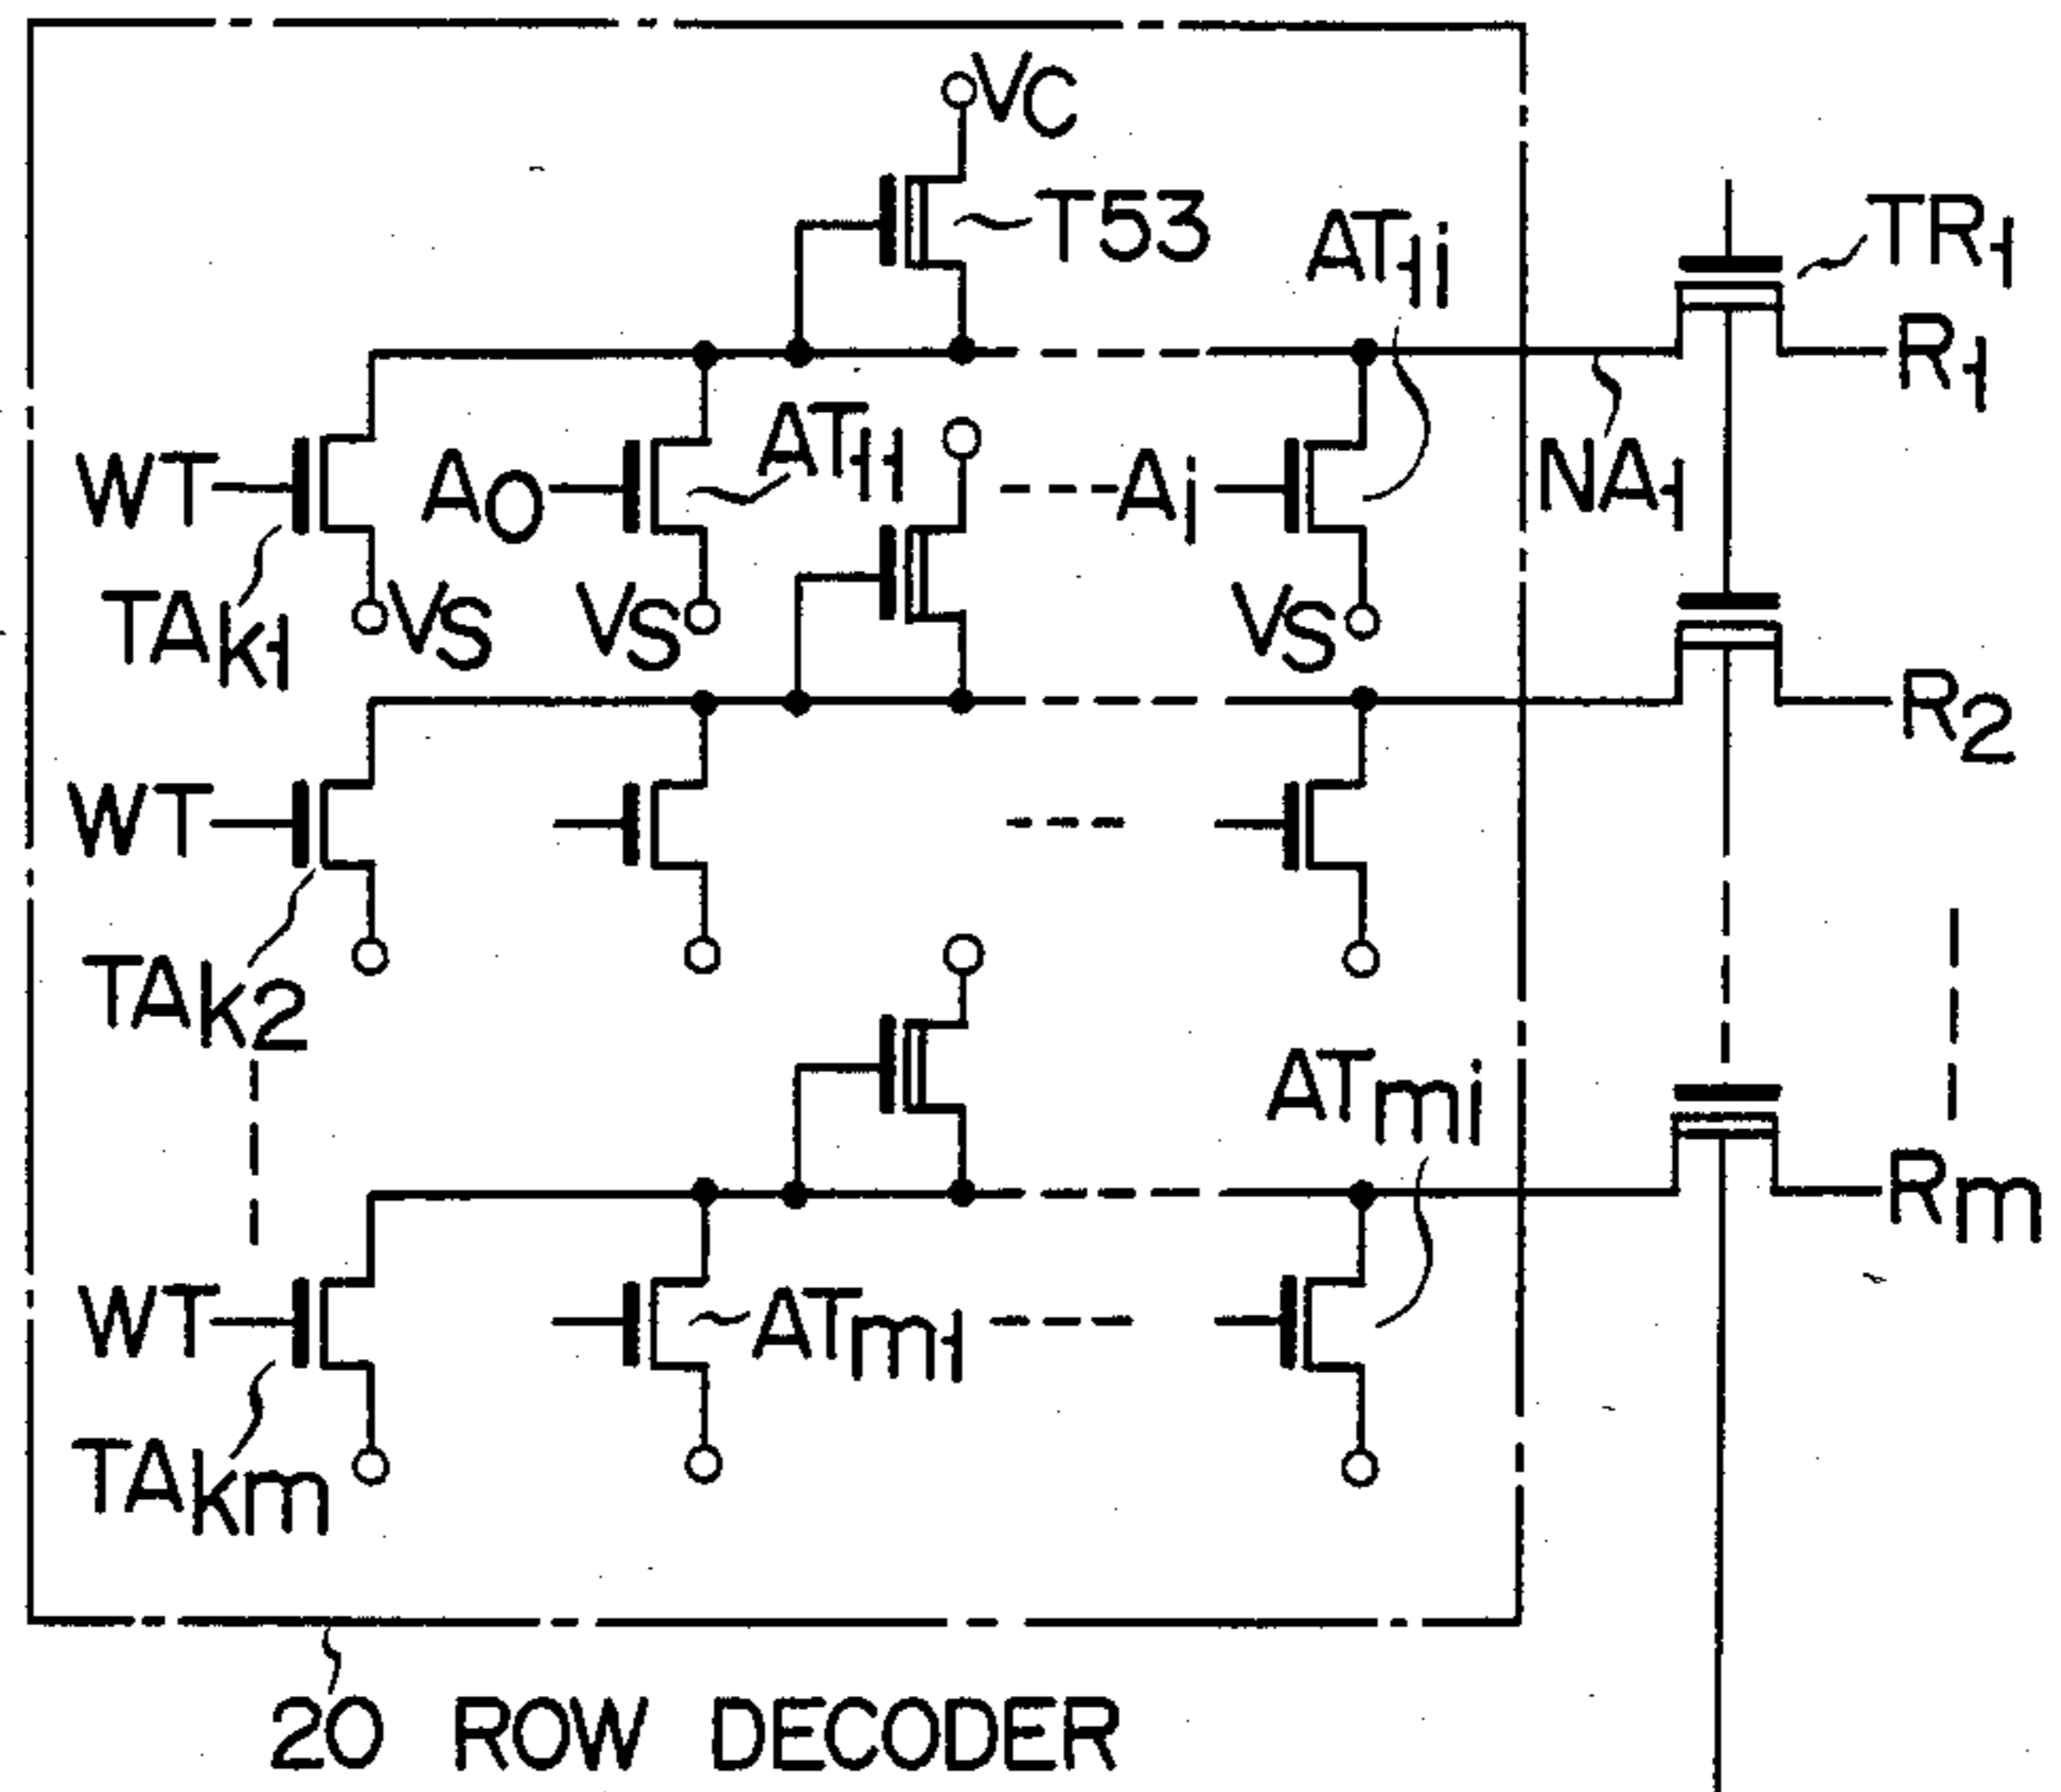 VC
T53
AT1i
TR1
R1
WT
A0
AT11
Ai
NA1
TAk1
VS
VS
VS
R2
WT
TAk2
ATmi
Rm
WT
ATm1
TAkm
20 ROW DECODER